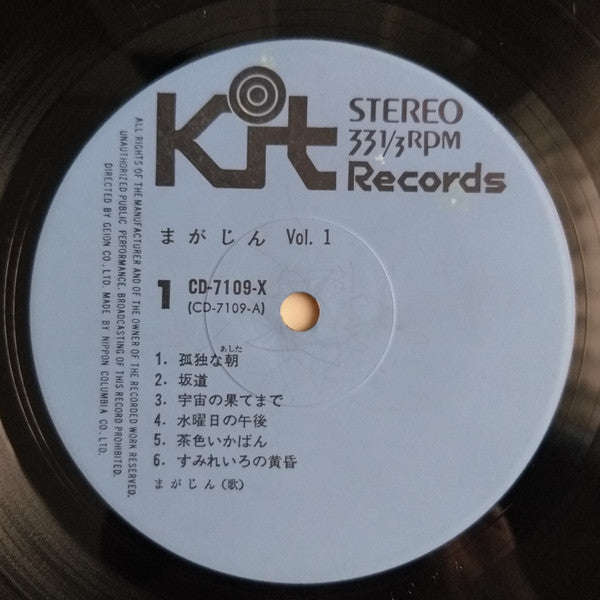 Kit
STEREO
33 1/3 RPM
Records
まがじん Vol. 1
1
CD-7109-X
(CD-7109-A)
あした
1. 孤独な朝
2. 坂道
3. 宇宙の果てまで
4. 水曜日の午後
5. 茶色いかばん
6. すみれいろの黄昏
まがじん(歌)
ALL RIGHTS OF THE MANUFACTURER AND OF THE OWNER OF THE RECORDED WORK RESERVED.
UNAUTHORIZED PUBLIC PERFORMANCE, BROADCASTING OF THIS RECORD PROHIBITED.
DIRECTED BY GEION CO., LTD. MADE BY NIPPON COLUMBIA CO., LTD.